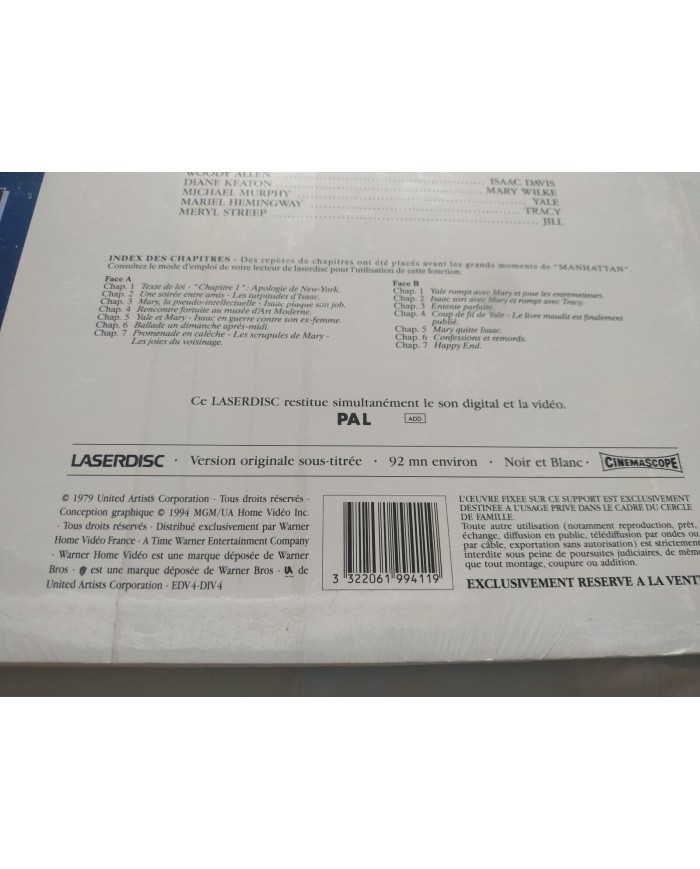 WOODY ALLEN ........ ISAAC DAVIS
DIANE KEATON ........ MARY WILKE
MICHAEL MURPHY ........ YALE
MARIEL HEMINGWAY ........ TRACY
MERYL STREEP ........ JILL
INDEX DES CHAPITRES - Des repères de chapitres ont été placés avant les grands moments de "MANHATTAN".
Consultez le mode d'emploi de votre lecteur de laserdisc pour l'utilisation de cette fonction.
Face A
Chap. 1 Texte de loi - "Chapitre 1" : Apologie de New-York.
Chap. 2 Une soirée entre amis - Les turpitudes d'Isaac.
Chap. 3 Mary, la pseudo-intellectuelle - Isaac plaque son job.
Chap. 4 Rencontre fortuite au musée d'Art Moderne.
Chap. 5 Yale et Mary - Isaac en guerre contre son ex-femme.
Chap. 6 Ballade un dimanche après-midi.
Chap. 7 Promenade en calèche - Les scrupules de Mary -
Les joies du voisinage.
Face B
Chap. 1 Yale rompt avec Mary et joue les entremetteurs.
Chap. 2 Isaac sort avec Mary et rompt avec Tracy.
Chap. 3 Entente parfaite.
Chap. 4 Coup de fil de Yale - Le livre maudit est finalement
publié.
Chap. 5 Mary quitte Isaac.
Chap. 6 Confessions et remords.
Chap. 7 Happy End.
Ce LASERDISC restitue simultanément le son digital et la vidéo.
PAL ADD
LASERDISC · Version originale sous-titrée · 92 mn environ · Noir et Blanc · CINEMASCOPE
© 1979 United Artists Corporation - Tous droits réservés -
Conception graphique © 1994 MGM/UA Home Vidéo Inc.
- Tous droits réservés - Distribué exclusivement par Warner
Home Vidéo France - A Time Warner Entertainment Company
- Warner Home Vidéo est une marque déposée de Warner
Bros - est une marque déposée de Warner Bros - UA de
United Artists Corporation - EDV4-DIV4
3 322061 994119
L'ŒUVRE FIXEE SUR CE SUPPORT EST EXCLUSIVEMENT
DESTINEE A L'USAGE PRIVE DANS LE CADRE DU CERCLE
DE FAMILLE.
Toute autre utilisation (notamment reproduction, prêt,
échange, diffusion en public, télédiffusion par ondes ou
par câble, exportation sans autorisation) est strictement
interdite sous peine de poursuites judiciaires, de mêm
que tout montage, coupure ou addition.
EXCLUSIVEMENT RESERVE A LA VENT